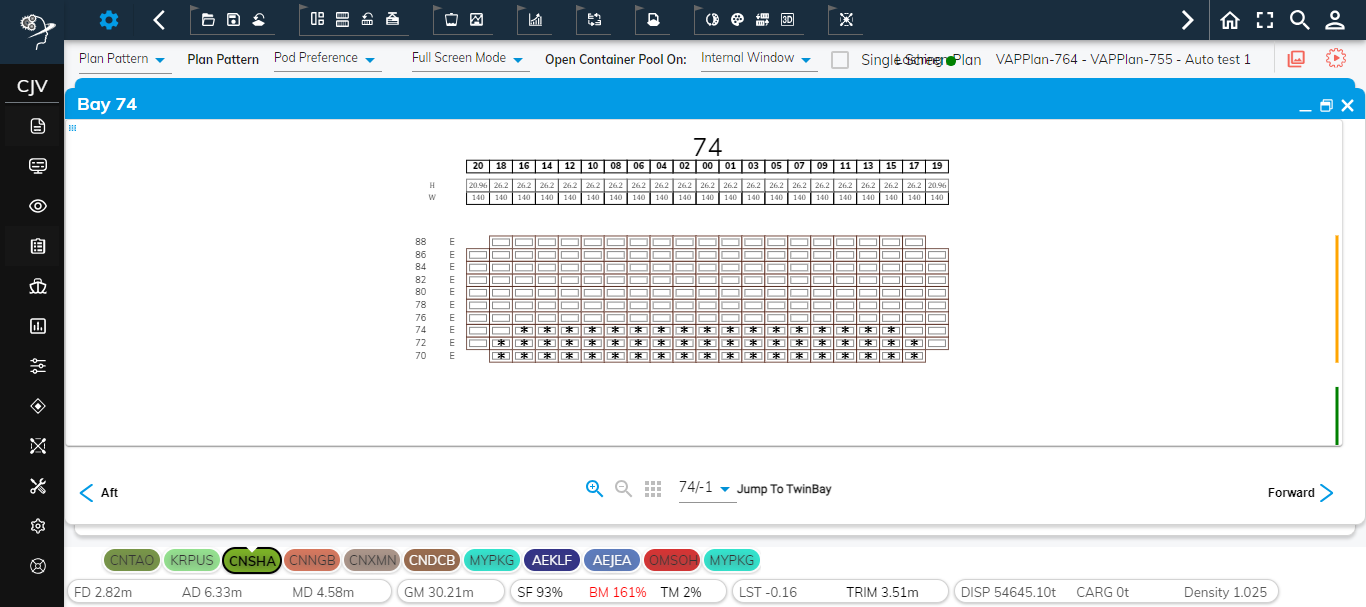 CJV
Plan Pattern Plan Pattern Pod Preference Full Screen Mode Open Container Pool On: Internal Window Single Screen Plan VAPPlan-764 - VAPPlan-755 - Auto test 1
Bay 74
74
20 18 16 14 12 10 08 06 04 02 00 01 03 05 07 09 11 13 15 17 19
H 20.96 26.2 26.2 26.2 26.2 26.2 26.2 26.2 26.2 26.2 26.2 26.2 26.2 26.2 26.2 26.2 26.2 26.2 26.2 26.2 20.96
W 140 140 140 140 140 140 140 140 140 140 140 140 140 140 140 140 140 140 140 140 140
88 E
86 E
84 E
82 E
80 E
78 E
76 E
74 E * * * * * * * * * * * * * * * * *
72 E * * * * * * * * * * * * * * * * * * *
70 E * * * * * * * * * * * * * * * * * * *
Aft 74/-1 Jump To TwinBay Forward
CNTAO KRPUS CNSHA CNNGB CNXMN CNDCB MYPKG AEKLF AEJEA OMSOH MYPKG
FD 2.82m AD 6.33m MD 4.58m GM 30.21m SF 93% BM 161% TM 2% LST -0.16 TRIM 3.51m DISP 54645.10t CARG 0t Density 1.025